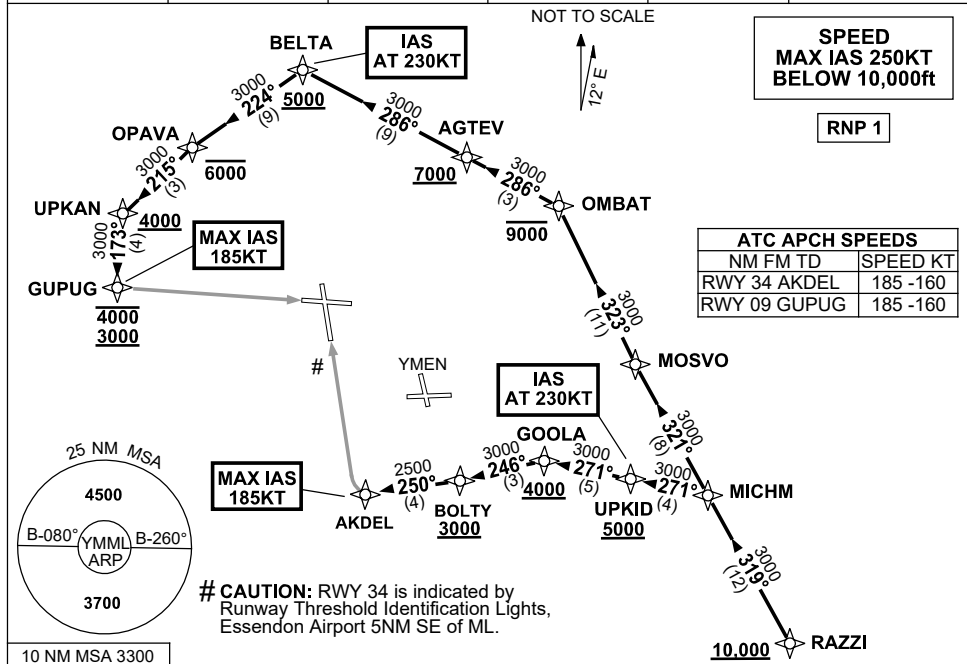 NOT TO SCALE
12° E
SPEED
MAX IAS 250KT
BELOW 10,000ft
RNP 1
BELTA
IAS
AT 230KT
5000
3000
224°
(9)
3000
286°
(9)
AGTEV
7000
OPAVA
6000
3000
215°
(3)
3000
286°
(3)
OMBAT
9000
UPKAN
4000
3000
173°
(4)
MAX IAS
185KT
GUPUG
4000
3000
ATC APCH SPEEDS
NM FM TD SPEED KT
RWY 34 AKDEL 185 -160
RWY 09 GUPUG 185 -160
3000
323°
(11)
MOSVO
#
YMEN
IAS
AT 230KT
3000
321°
(8)
GOOLA
4000
3000
271°
(5)
3000
271°
(4)
MICHM
UPKID
5000
3000
246°
(3)
BOLTY
3000
2500
250°
(4)
MAX IAS
185KT
AKDEL
3000
319°
(12)
RAZZI
10,000
25 NM MSA
4500
B-080°
YMML
ARP
B-260°
3700
10 NM MSA 3300
# CAUTION: RWY 34 is indicated by
Runway Threshold Identification Lights,
Essendon Airport 5NM SE of ML.